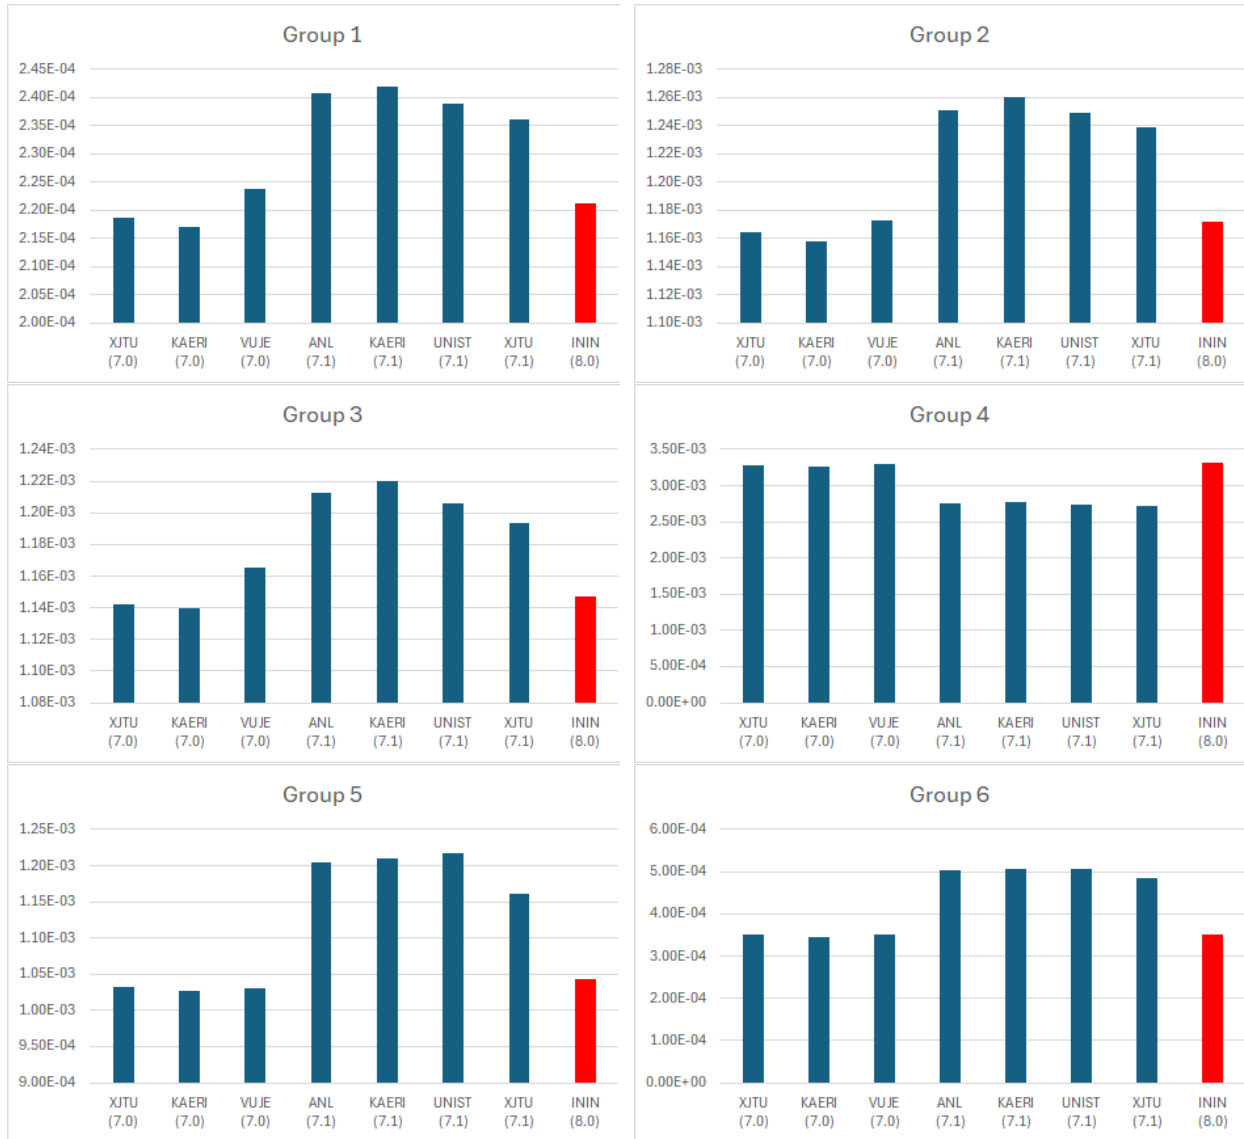 Group 1
2.45E-04
2.40E-04
2.35E-04
2.30E-04
2.25E-04
2.20E-04
2.15E-04
2.10E-04
2.05E-04
2.00E-04
XJTU KAERI VUJE ANL KAERI UNIST XJTU ININ
(7.0) (7.0) (7.0) (7.1) (7.1) (7.1) (7.1) (8.0)
Group 2
1.28E-03
1.26E-03
1.24E-03
1.22E-03
1.20E-03
1.18E-03
1.16E-03
1.14E-03
1.12E-03
1.10E-03
XJTU KAERI VUJE ANL KAERI UNIST XJTU ININ
(7.0) (7.0) (7.0) (7.1) (7.1) (7.1) (7.1) (8.0)
Group 3
1.24E-03
1.22E-03
1.20E-03
1.18E-03
1.16E-03
1.14E-03
1.12E-03
1.10E-03
1.08E-03
XJTU KAERI VUJE ANL KAERI UNIST XJTU ININ
(7.0) (7.0) (7.0) (7.1) (7.1) (7.1) (7.1) (8.0)
Group 4
3.50E-03
3.00E-03
2.50E-03
2.00E-03
1.50E-03
1.00E-03
5.00E-04
0.00E+00
XJTU KAERI VUJE ANL KAERI UNIST XJTU ININ
(7.0) (7.0) (7.0) (7.1) (7.1) (7.1) (7.1) (8.0)
Group 5
1.25E-03
1.20E-03
1.15E-03
1.10E-03
1.05E-03
1.00E-03
9.50E-04
9.00E-04
XJTU KAERI VUJE ANL KAERI UNIST XJTU ININ
(7.0) (7.0) (7.0) (7.1) (7.1) (7.1) (7.1) (8.0)
Group 6
6.00E-04
5.00E-04
4.00E-04
3.00E-04
2.00E-04
1.00E-04
0.00E+00
XJTU KAERI VUJE ANL KAERI UNIST XJTU ININ
(7.0) (7.0) (7.0) (7.1) (7.1) (7.1) (7.1) (8.0)